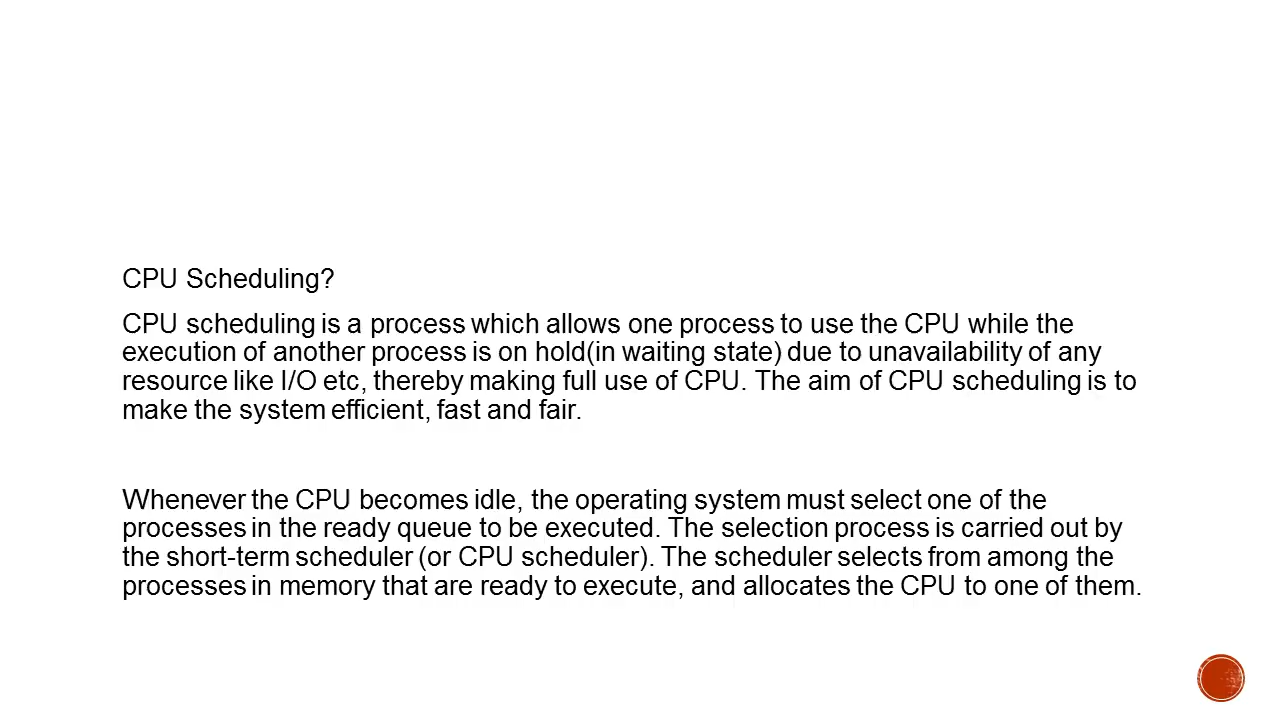 CPU Scheduling?
CPU scheduling is a process which allows one process to use the CPU while the
execution of another process is on hold(in waiting state) due to unavailability of any
resource like I/O etc, thereby making full use of CPU. The aim of CPU scheduling is to
make the system efficient, fast and fair.
Whenever the CPU becomes idle, the operating system must select one of the
processes in the ready queue to be executed. The selection process is carried out by
the short-term scheduler (or CPU scheduler). The scheduler selects from among the
processes in memory that are ready to execute, and allocates the CPU to one of them.